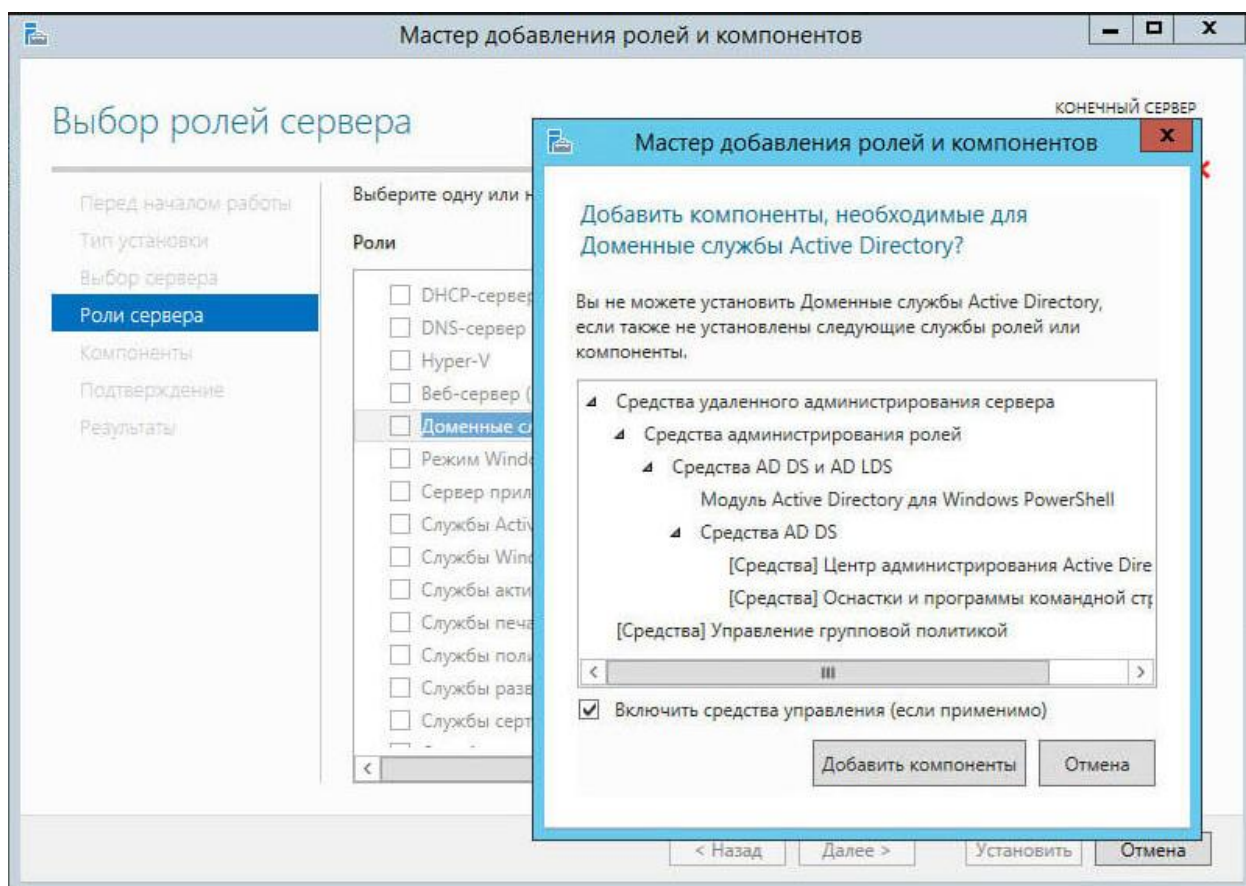 Мастер добавления ролей и компонентов
Выбор ролей сервера
КОНЕЧНЫЙ СЕРВЕР
Перед началом работы
Тип установки
Выбор сервера
Роли сервера
Компоненты
Подтверждение
Результаты
Выберите одну или н
Роли
DHCP-сервер
DNS-сервер
Hyper-V
Веб-сервер (
Доменные сл
Режим Windo
Сервер прил
Службы Activ
Службы Wind
Службы акти
Службы печа
Службы поли
Службы разв
Службы серт
Мастер добавления ролей и компонентов
Добавить компоненты, необходимые для
Доменные службы Active Directory?
Вы не можете установить Доменные службы Active Directory,
если также не установлены следующие службы ролей или
компоненты.
Средства удаленного администрирования сервера
Средства администрирования ролей
Средства AD DS и AD LDS
Модуль Active Directory для Windows PowerShell
Средства AD DS
[Средства] Центр администрирования Active Dire
[Средства] Оснастки и программы командной стр
[Средства] Управление групповой политикой
Включить средства управления (если применимо)
Добавить компоненты
Отмена
< Назад
Далее >
Установить
Отмена